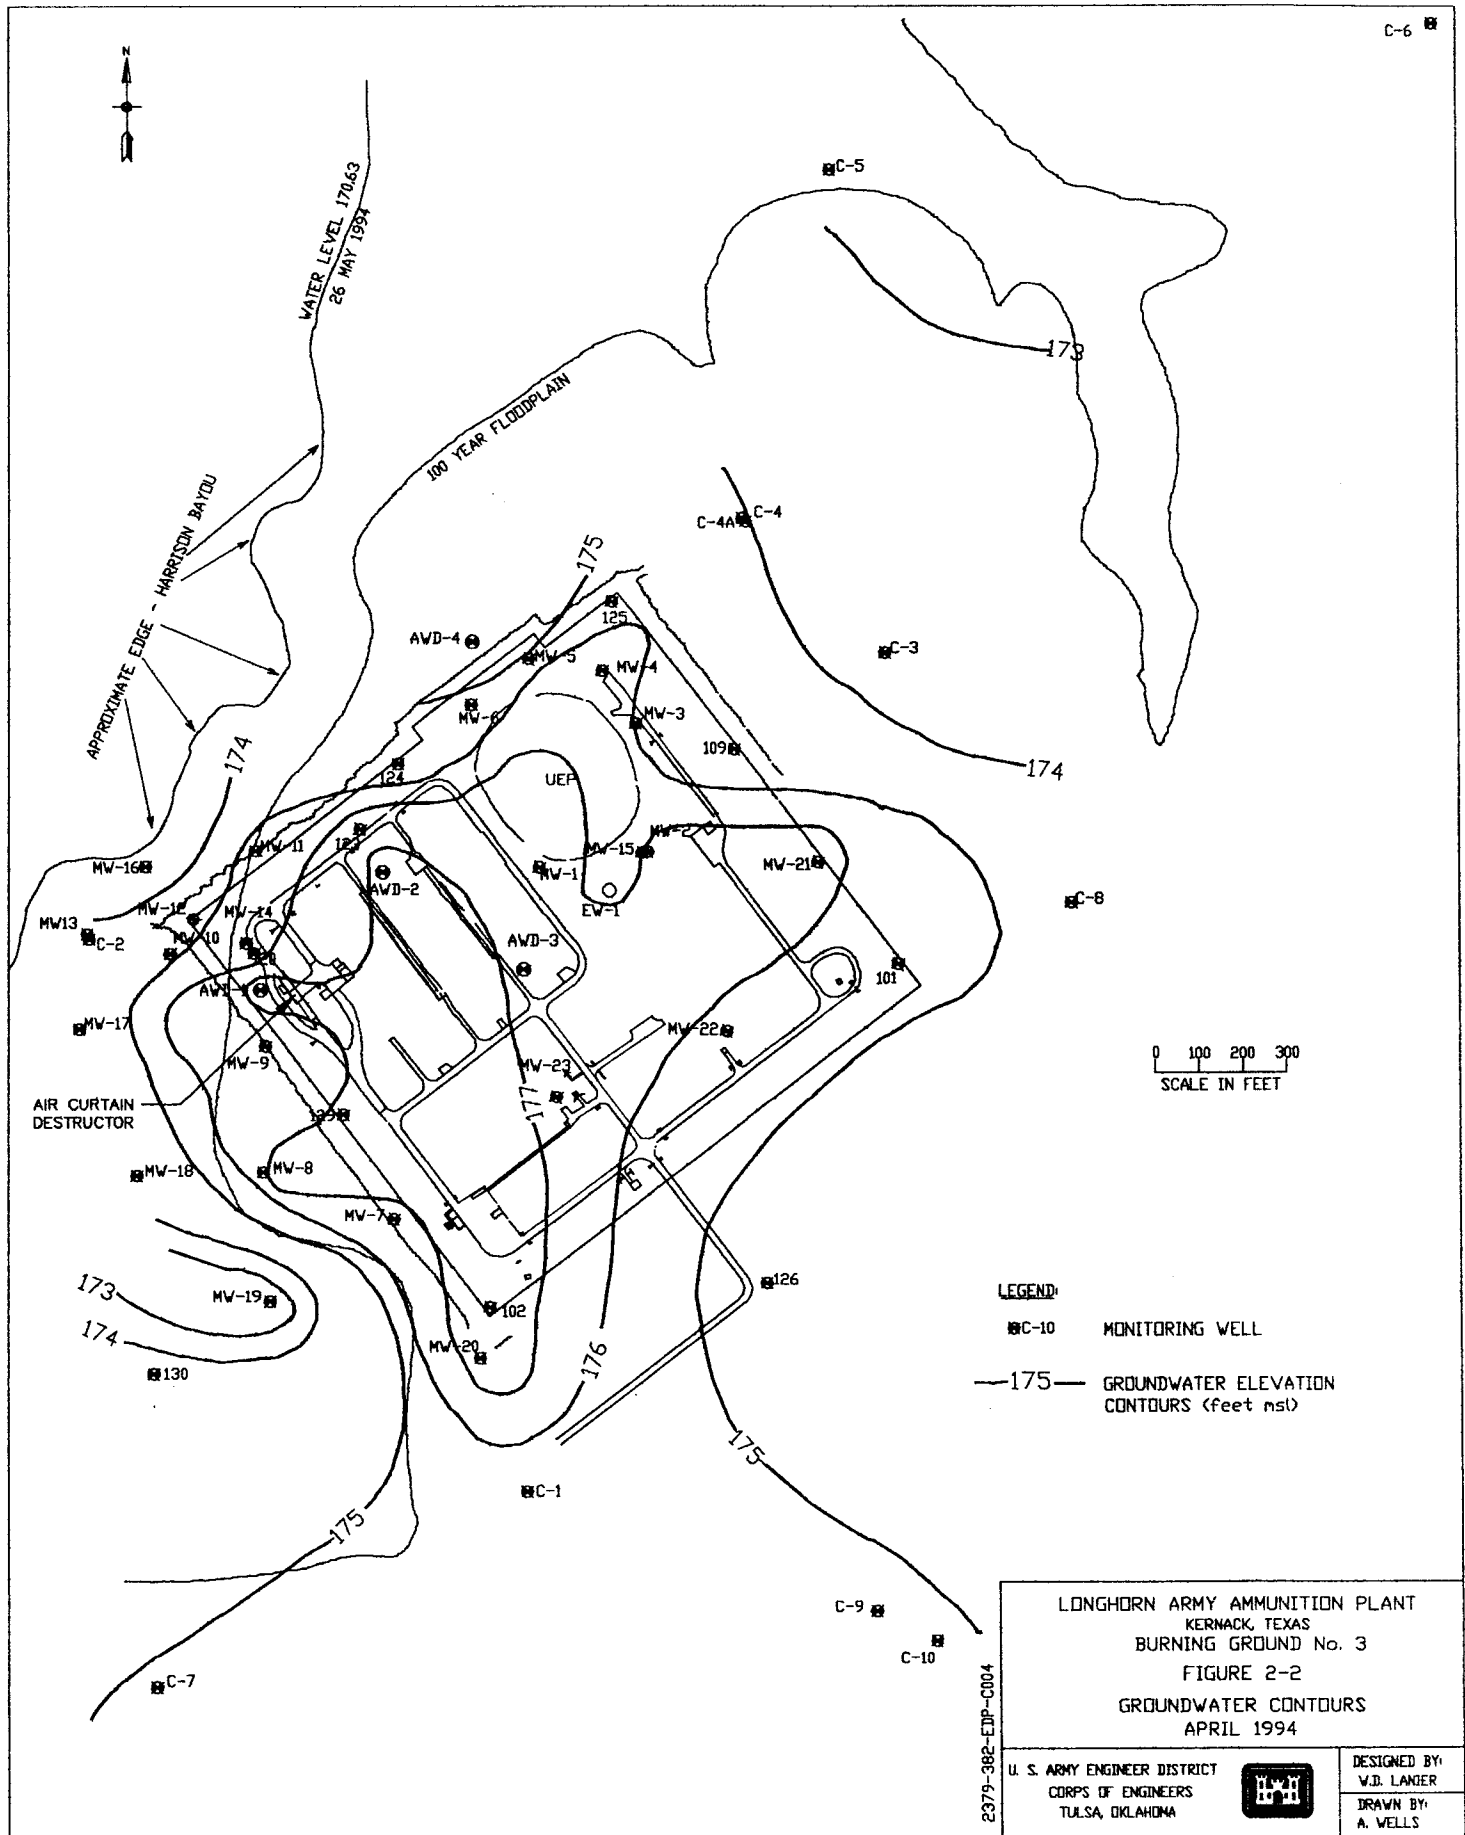 C-6
N
C-5
WATER LEVEL 170.63
26 MAY 1994
173
100 YEAR FLOODPLAIN
APPROXIMATE EDGE - HARRISON BAYOU
C-4A
C-4
175
125
AWD-4
MW-5
MW-4
C-3
MW-6
MW-3
109
174
174
124
UEP
123
MW-2
MW-11
MW-15
MW-21
MW-16
MW-1
AWD-2
EW-1
C-8
MW-12
MW-14
MW13
C-2
MW-10
AWD-3
101
AWD-1
MW-17
MW-22
MW-9
MW-23
0 100 200 300
SCALE IN FEET
AIR CURTAIN
DESTRUCTOR
129
177
MW-18
MW-8
MW-7
173
MW-19
126
102
174
MW-20
130
176
LEGEND:
C-10 MONITORING WELL
175 GROUNDWATER ELEVATION
CONTOURS (feet msl)
175
C-1
175
C-9
C-10
C-7
2379-382-EDP-C004
LONGHORN ARMY AMMUNITION PLANT
KERNACK, TEXAS
BURNING GROUND No. 3
FIGURE 2-2
GROUNDWATER CONTOURS
APRIL 1994
U. S. ARMY ENGINEER DISTRICT
CORPS OF ENGINEERS
TULSA, OKLAHOMA
DESIGNED BY:
W.D. LANIER
DRAWN BY:
A. WELLS